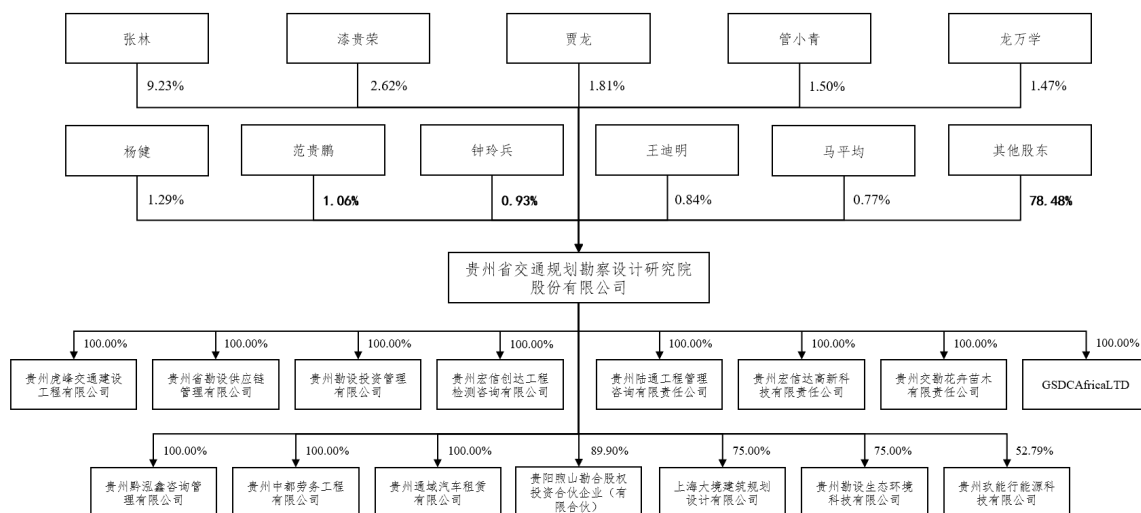 张林
漆贵荣
贾龙
管小青
龙万学
9.23%
2.62%
1.81%
1.50%
1.47%
杨健
范贵鹏
钟玲兵
王迪明
马平均
其他股东
1.29%
1.06%
0.93%
0.84%
0.77%
78.48%
贵州省交通规划勘察设计研究院
股份有限公司
100.00%
100.00%
100.00%
100.00%
100.00%
100.00%
100.00%
100.00%
贵州虎峰交通建设
工程有限公司
贵州省勘设供应链
管理有限公司
贵州勘设投资管理
有限公司
贵州宏信创达工程
检测咨询有限公司
贵州陆通工程管理
咨询有限责任公司
贵州宏信达高新科
技有限责任公司
贵州交勘花卉苗木
有限责任公司
GSDCAfricaLTD
100.00%
100.00%
100.00%
89.90%
75.00%
75.00%
52.79%
贵州黔泓鑫咨询管
理有限公司
贵州中都劳务工程
有限公司
贵州通域汽车租赁
有限公司
贵阳煦山勘合股权
投资合伙企业（有
限合伙）
上海大境建筑规划
设计有限公司
贵州勘设生态环境
科技有限公司
贵州玖能行能源科
技有限公司